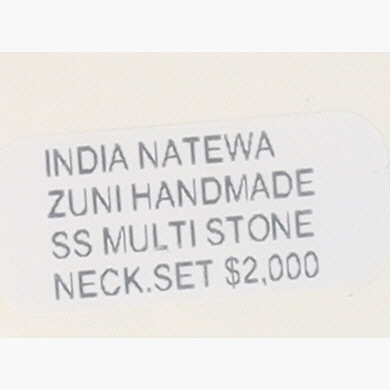 INDIA NATEWA
ZUNI HANDMADE
SS MULTI STONE
NECK.SET $2,000